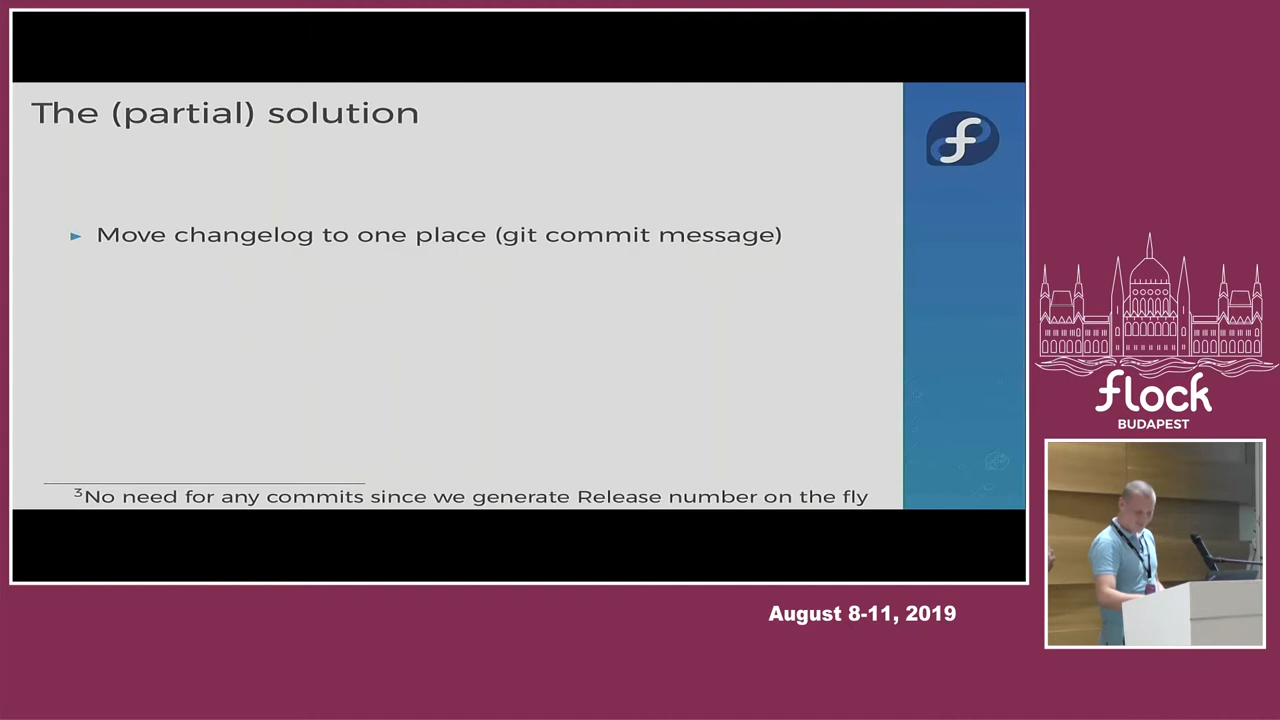 The (partial) solution
► Move changelog to one place (git commit message)
³No need for any commits since we generate Release number on the fly
flock
BUDAPEST
August 8-11, 2019